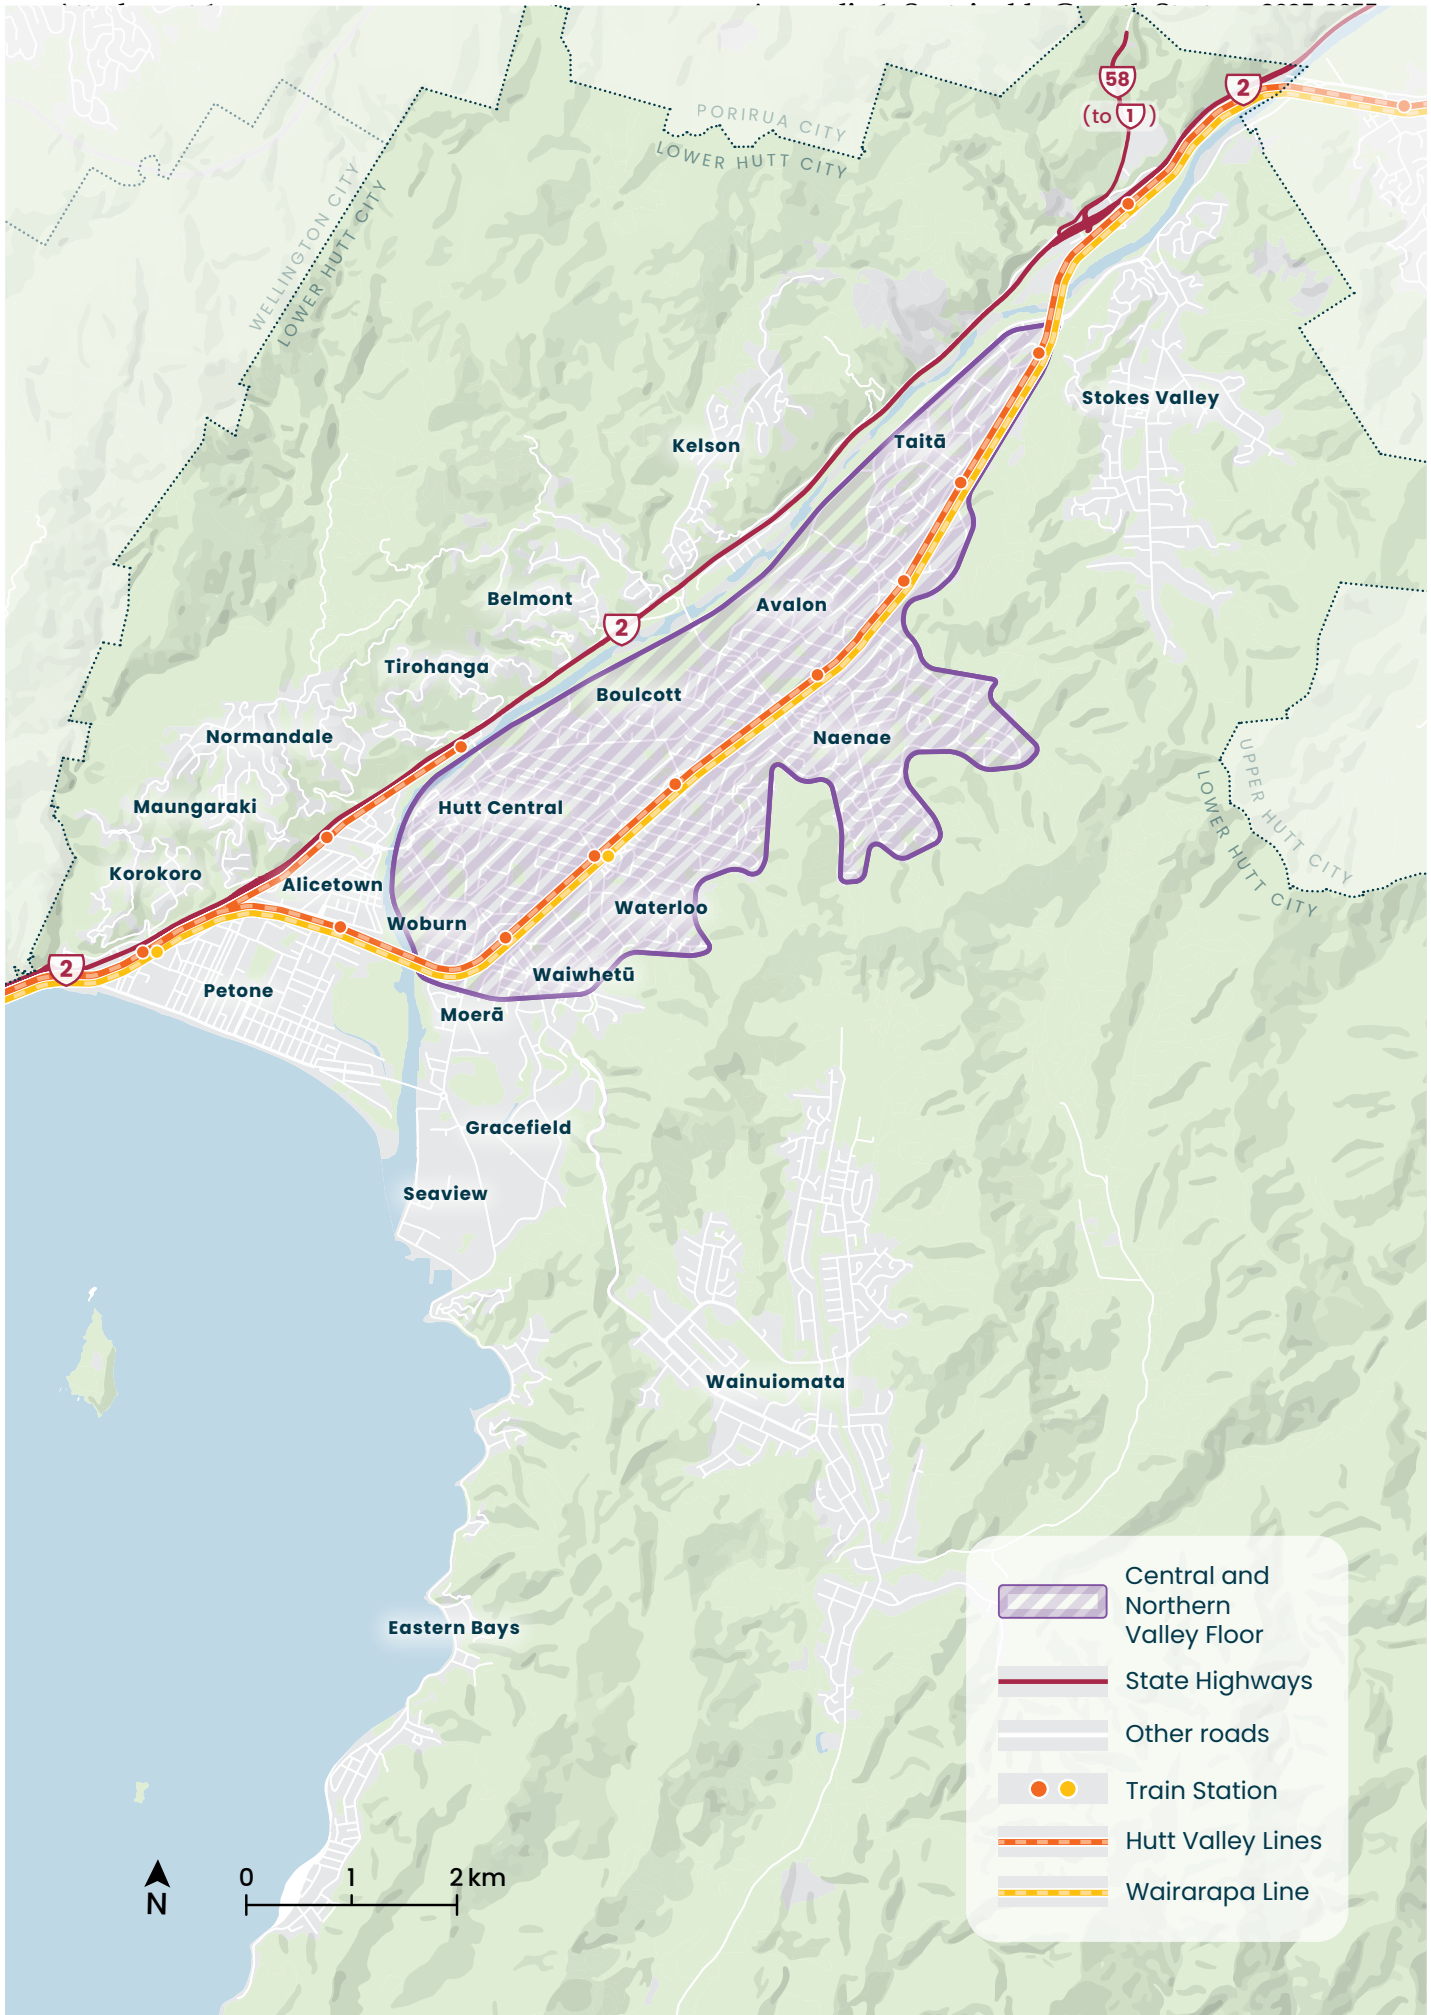 58
2
(to 1)
PORIRUA CITY
LOWER HUTT CITY
WELLINGTON CITY
LOWER HUTT CITY
Stokes Valley
Taitā
Kelson
Belmont
Avalon
2
Tirohanga
Boulcott
Normandale
Naenae
UPPER HUTT CITY
LOWER HUTT CITY
Maungaraki
Hutt Central
Korokoro
Alicetown
Waterloo
Woburn
2
Waiwhetū
Petone
Moerā
Gracefield
Seaview
Wainuiomata
Eastern Bays
Central and
Northern
Valley Floor
State Highways
Other roads
Train Station
Hutt Valley Lines
Wairarapa Line
0 1 2 km
N